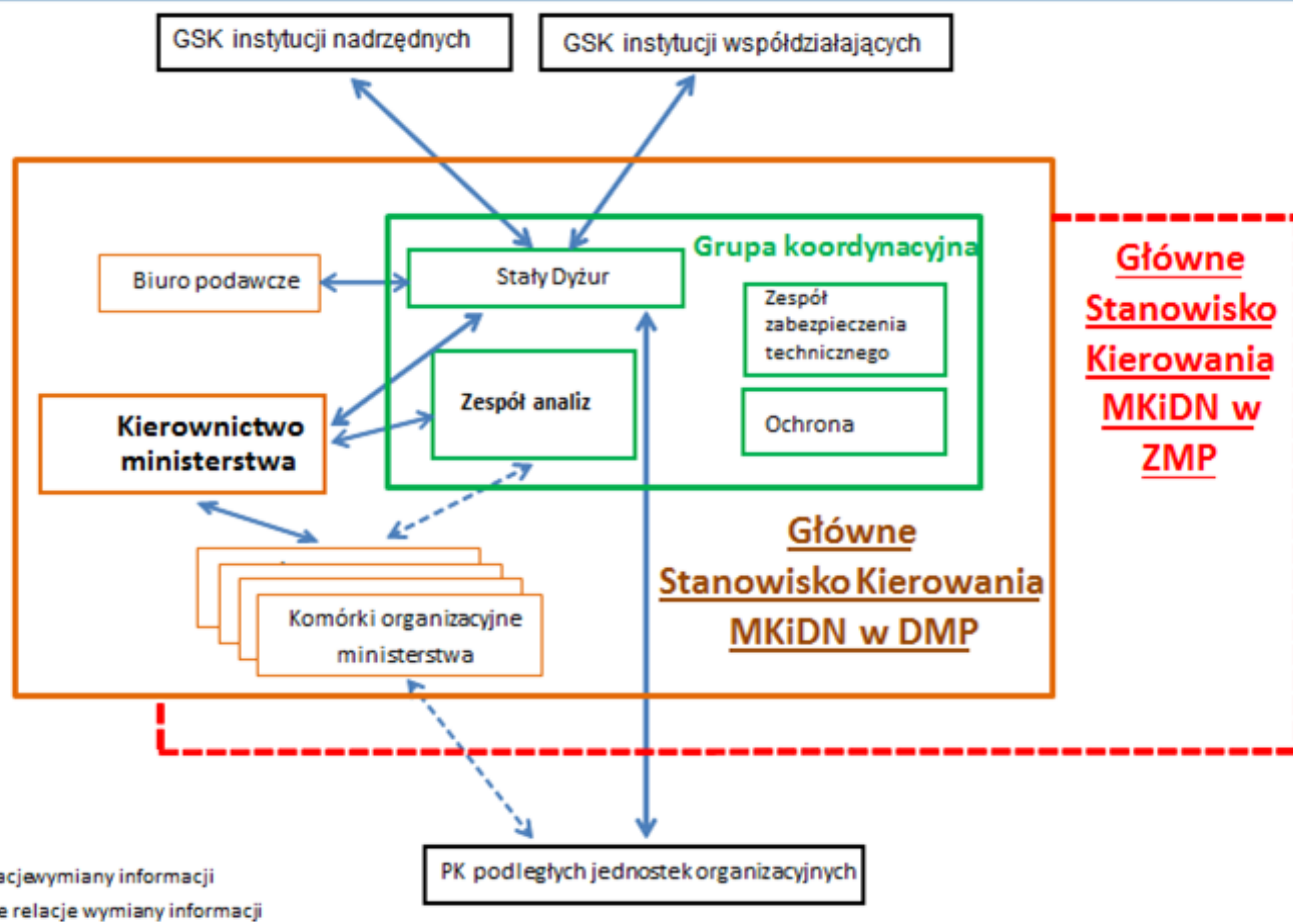 GSK instytucji nadrzędnych
GSK instytucji współdziałających
Grupa koordynacyjna
Stały Dyżur
Biuro podawcze
Zespół
zabezpieczenia
technicznego
Zespół analiz
Ochrona
Kierownictwo
ministerstwa
Komórki organizacyjne
ministerstwa
Główne
Stanowisko Kierowania
MKiDN w DMP
Główne
Stanowisko
Kierowania
MKiDN w
ZMP
PK podległych jednostek organizacyjnych
acjewymiany informacji
e relacje wymiany informacji